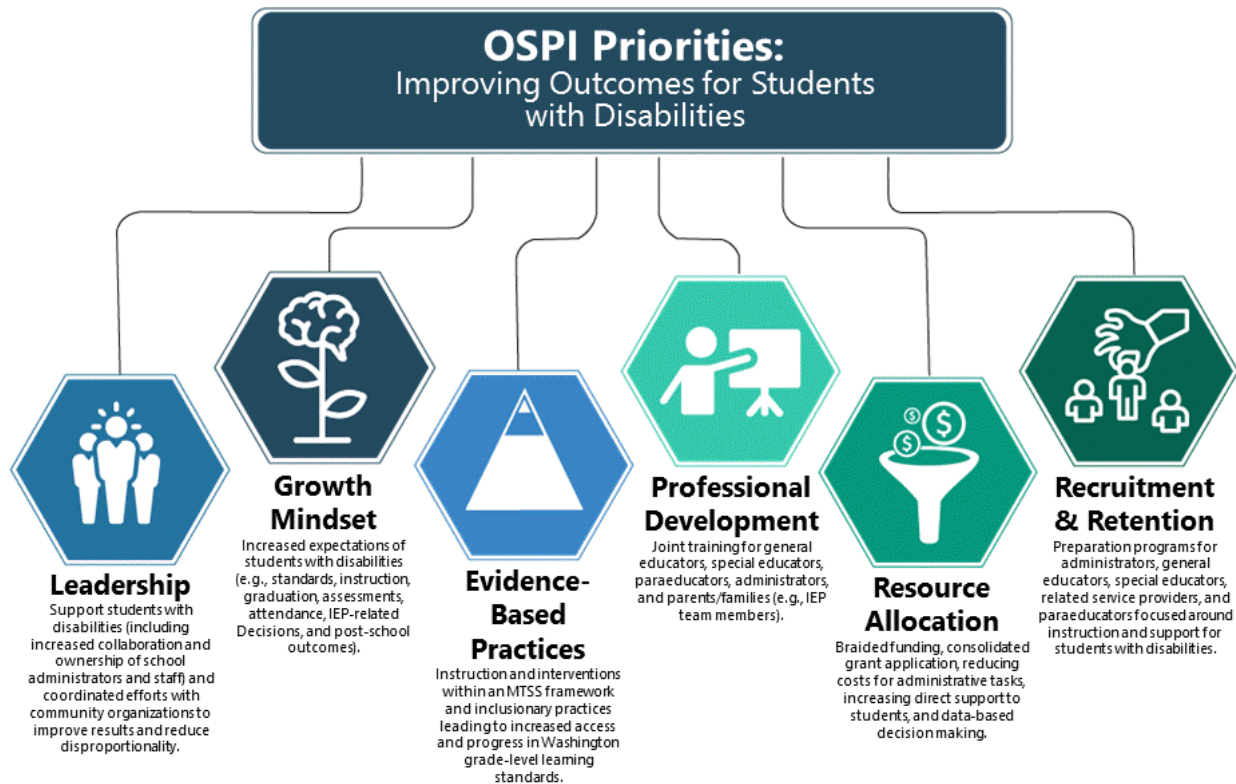 OSPI Priorities:
Improving Outcomes for Students
with Disabilities
Leadership
Support students with
disabilities (including
increased collaboration and
ownership of school
administrators and staff) and
coordinated efforts with
community organizations to
improve results and reduce
disproportionality.
Growth
Mindset
Increased expectations of
students with disabilities
(e.g., standards, instruction,
graduation, assessments,
attendance, IEP-related
Decisions, and post-school
outcomes).
Evidence-
Based
Practices
Instruction and interventions
within an MTSS framework
and inclusionary practices
leading to increased access
and progress in Washington
grade-level learning
standards.
Professional
Development
Joint training for general
educators, special educators,
paraeducators, administrators,
and parents/families (e.g., IEP
team members).
$
$
$
Resource
Allocation
Braided funding, consolidated
grant application, reducing
costs for administrative tasks,
increasing direct support to
students, and data-based
decision making.
Recruitment
& Retention
Preparation programs for
administrators, general
educators, special educators,
related service providers, and
paraeducators focused around
instruction and support for
students with disabilities.